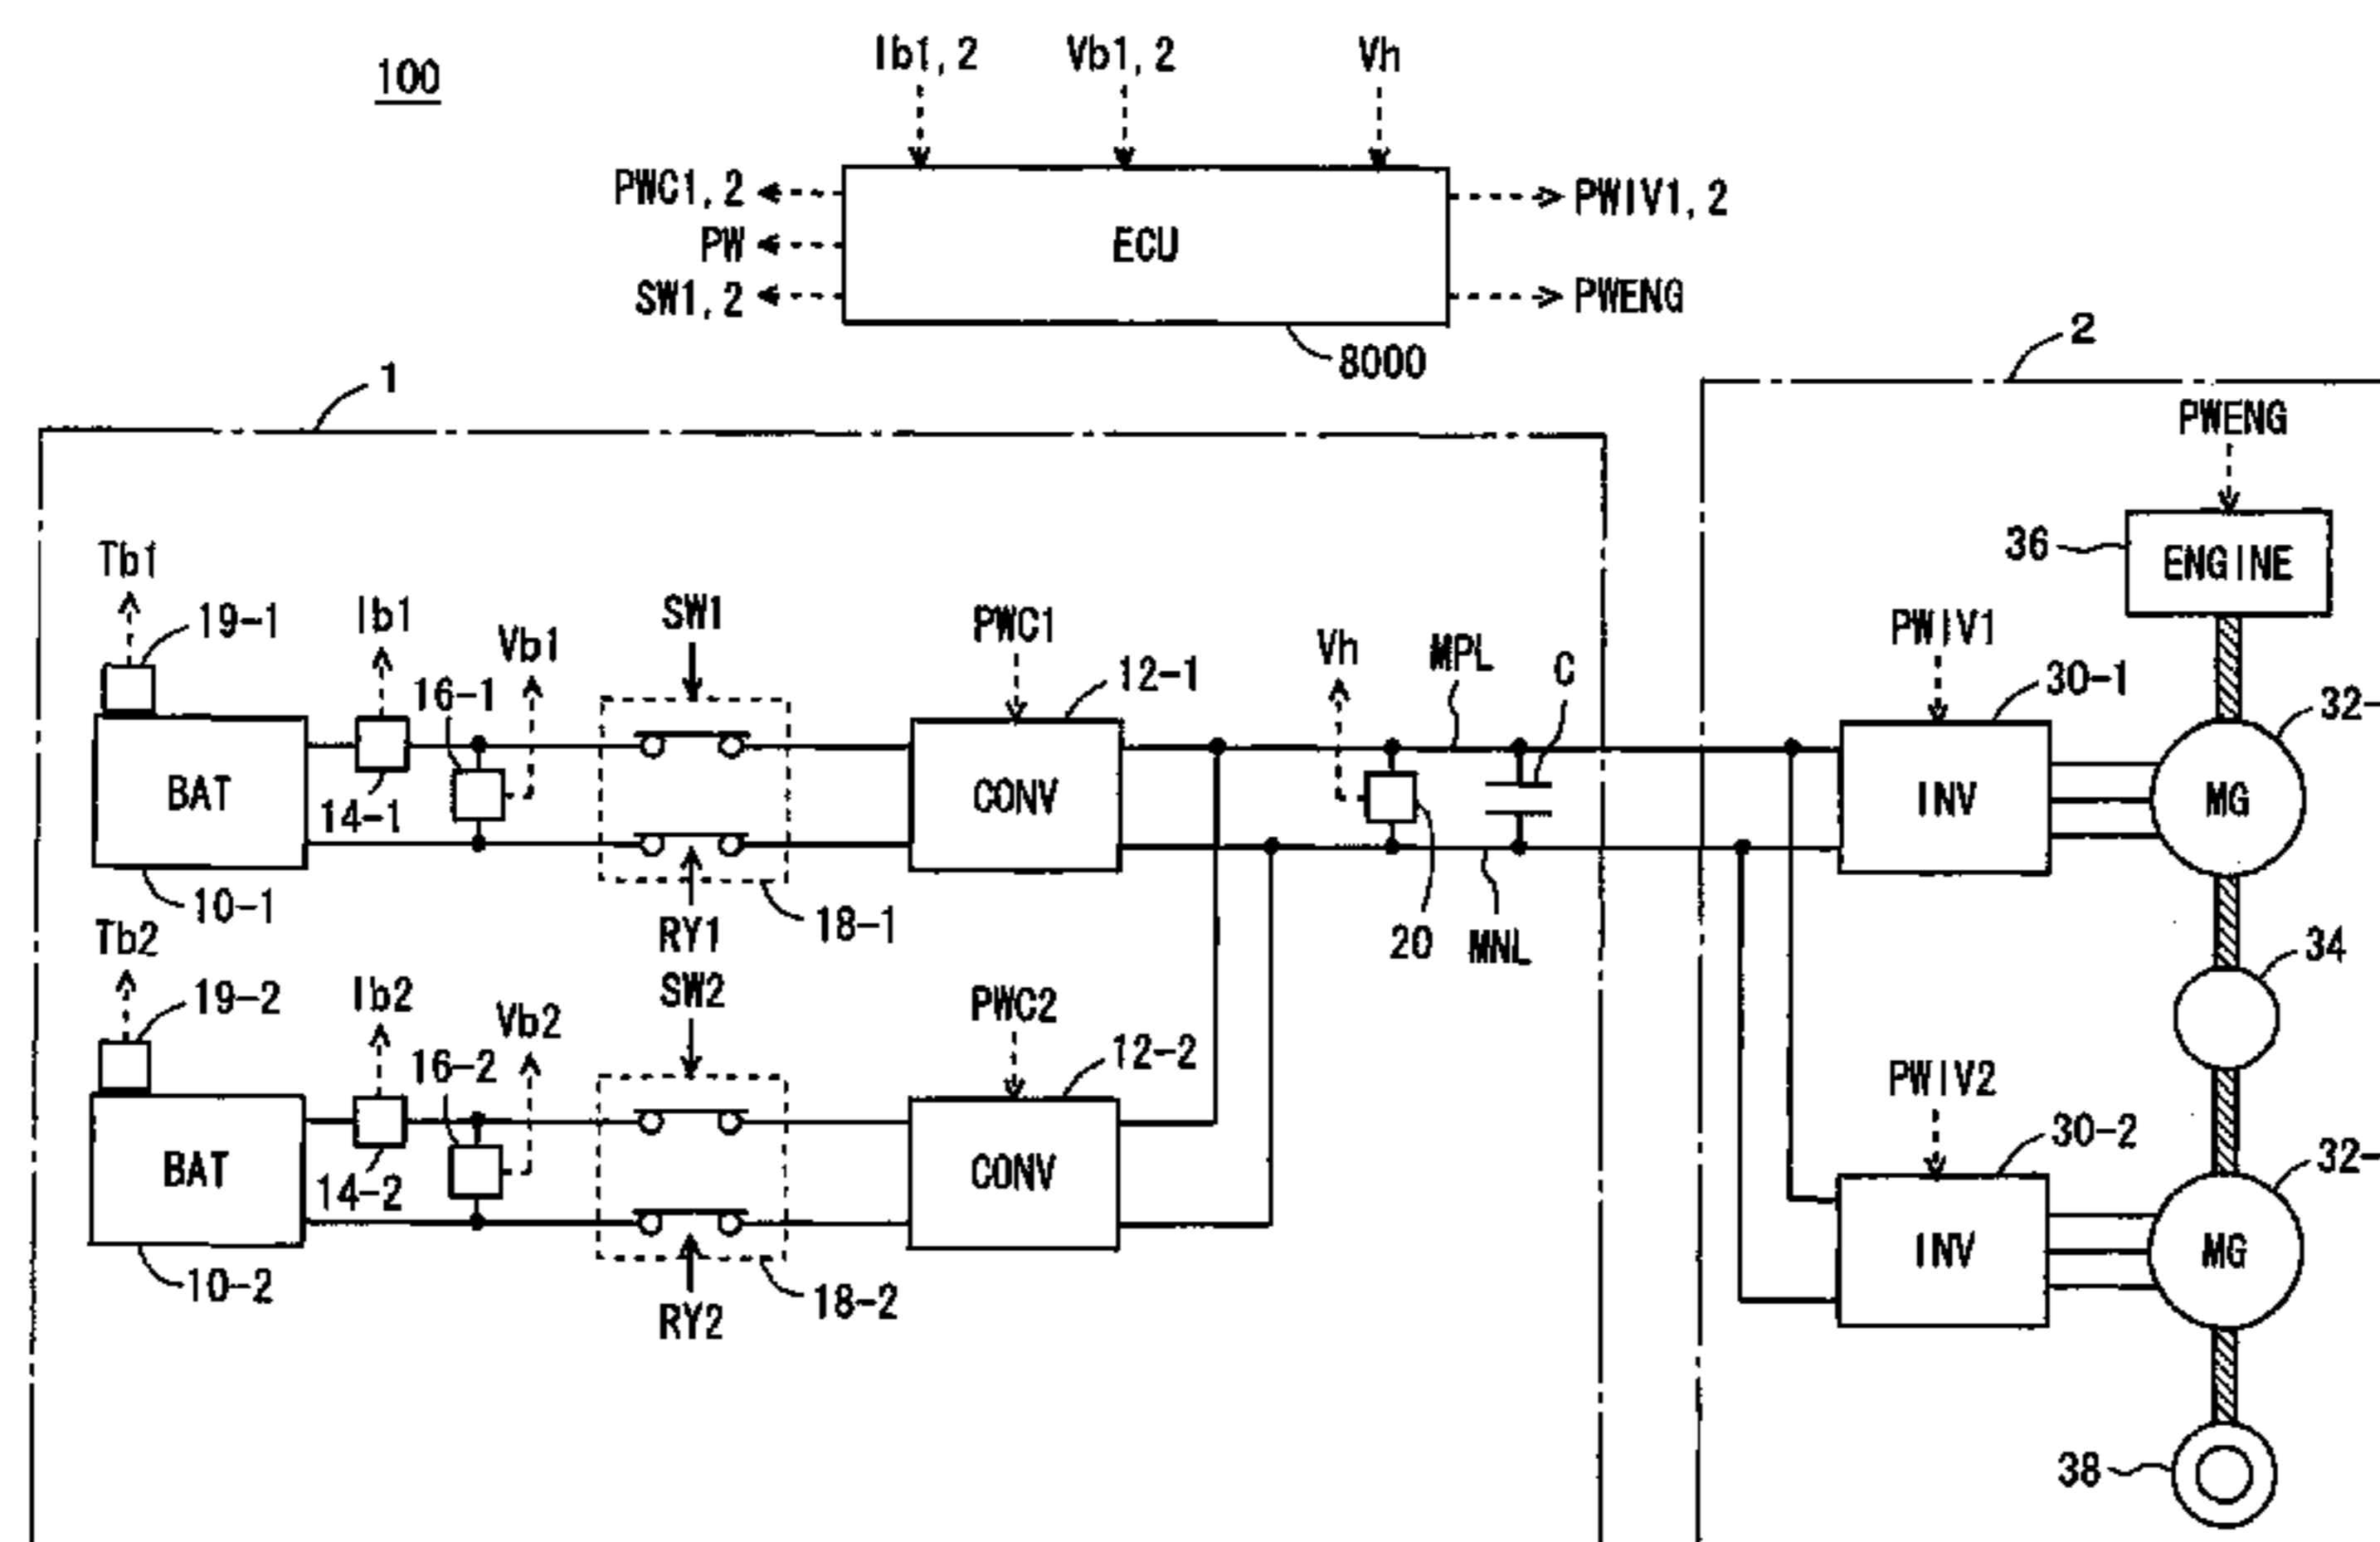 100
Ib1, 2
Vb1, 2
Vh
PWC1, 2
PW
SW1, 2
ECU
PWIV1, 2
PWENG
8000
1
2
PWENG
36
ENGINE
Tb1
19-1
Ib1
16-1
Vb1
SW1
PWC1
12-1
Vh
MPL
C
PWIV1
30-1
32-
BAT
14-1
CONV
INV
MG
10-1
RY1
18-1
20
MNL
34
Tb2
19-2
Ib2
16-2
Vb2
SW2
PWC2
12-2
PWIV2
30-2
32-
BAT
14-2
CONV
INV
MG
10-2
RY2
18-2
38